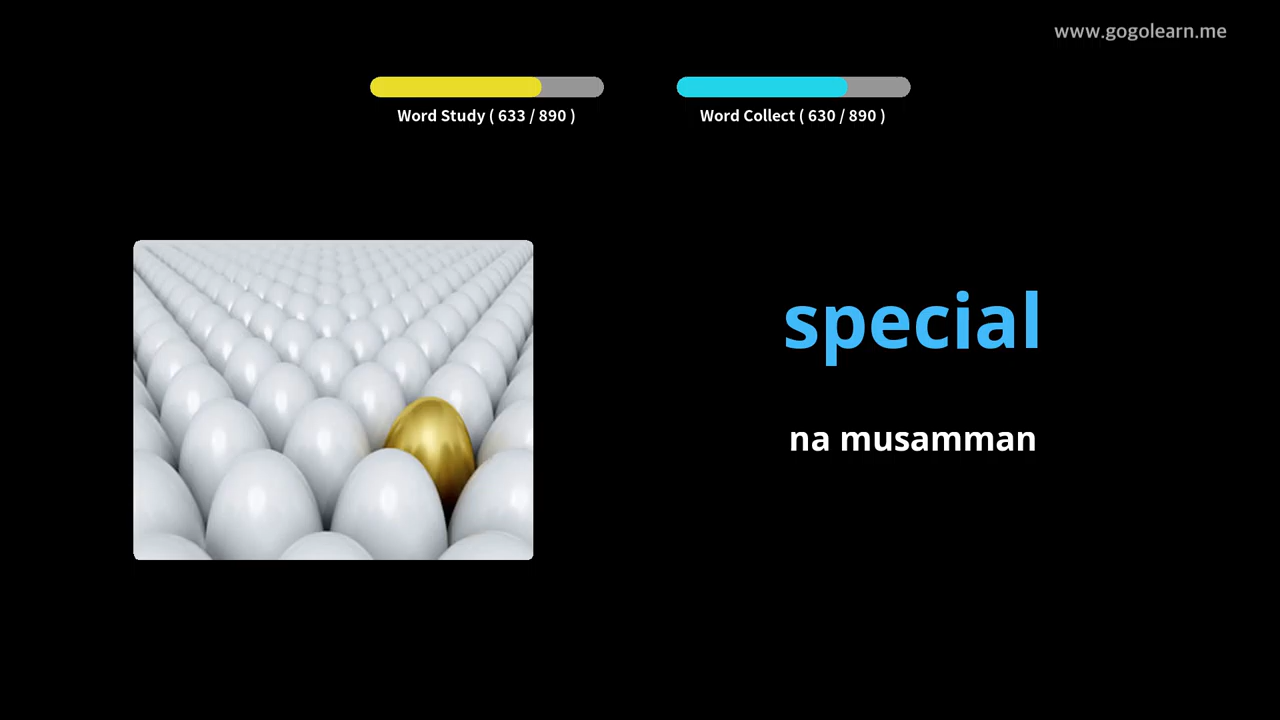 www.gogolearn.me
Word Study ( 633 / 890 )
Word Collect ( 630 / 890 )
special
na musamman